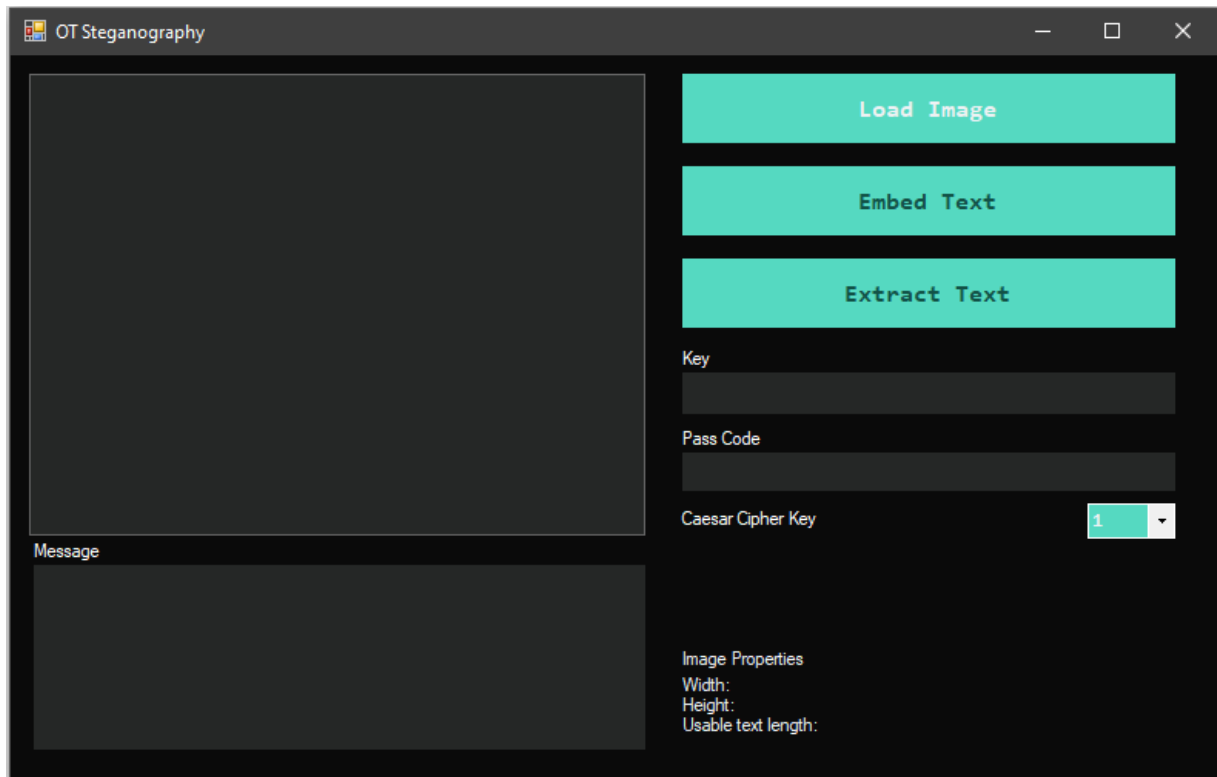 OT Steganography
Load Image
Embed Text
Extract Text
Key
Pass Code
Caesar Cipher Key
1
Message
Image Properties
Width:
Height:
Usable text length: